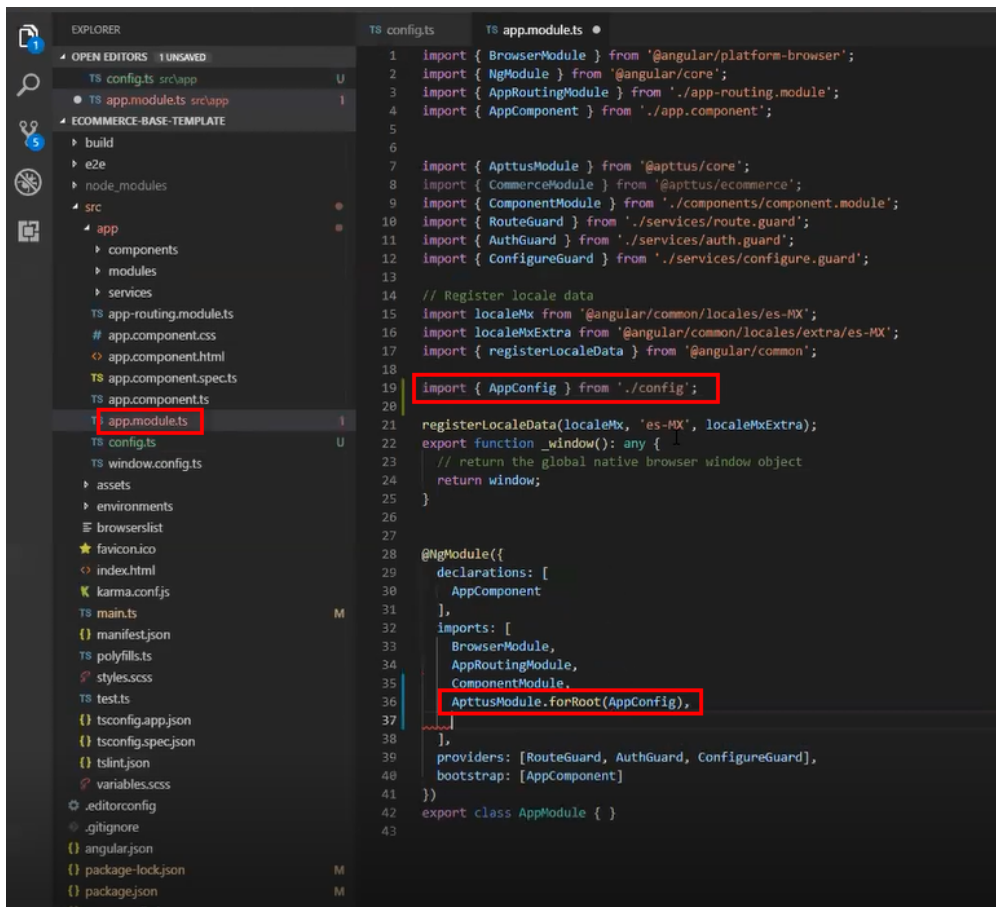 EXPLORER
OPEN EDITORS 1 UNSAVED
TS config.ts src\app U
TS app.module.ts src\app 1
ECOMMERCE-BASE-TEMPLATE
build
e2e
node_modules
src
app
components
modules
services
TS app-routing.module.ts
# app.component.css
<> app.component.html
TS app.component.spec.ts
TS app.component.ts
TS app.module.ts 1
TS config.ts U
TS window.config.ts
assets
environments
browserslist
favicon.ico
<> index.html
K karma.conf.js
TS main.ts M
{} manifest.json
TS polyfills.ts
styles.scss
TS test.ts
{} tsconfig.app.json
{} tsconfig.spec.json
{} tslint.json
variables.scss
.editorconfig
.gitignore
{} angular.json
{} package-lock.json M
{} package.json M
1
5
TS config.ts TS app.module.ts
1 import { BrowserModule } from '@angular/platform-browser';
2 import { NgModule } from '@angular/core';
3 import { AppRoutingModule } from './app-routing.module';
4 import { AppComponent } from './app.component';
5
6
7 import { ApttusModule } from '@apttus/core';
8 import { CommerceModule } from '@apttus/ecommerce';
9 import { ComponentModule } from './components/component.module';
10 import { RouteGuard } from './services/route.guard';
11 import { AuthGuard } from './services/auth.guard';
12 import { ConfigureGuard } from './services/configure.guard';
13
14 // Register locale data
15 import localeMx from '@angular/common/locales/es-MX';
16 import localeMxExtra from '@angular/common/locales/extra/es-MX';
17 import { registerLocaleData } from '@angular/common';
18
19 import { AppConfig } from './config';
20
21 registerLocaleData(localeMx, 'es-MX', localeMxExtra);
22 export function _window(): any {
23 // return the global native browser window object
24 return window;
25 }
26
27
28 @NgModule({
29 declarations: [
30 AppComponent
31 ],
32 imports: [
33 BrowserModule,
34 AppRoutingModule,
35 ComponentModule,
36 ApttusModule.forRoot(AppConfig),
37
38 ],
39 providers: [RouteGuard, AuthGuard, ConfigureGuard],
40 bootstrap: [AppComponent]
41 })
42 export class AppModule { }
43